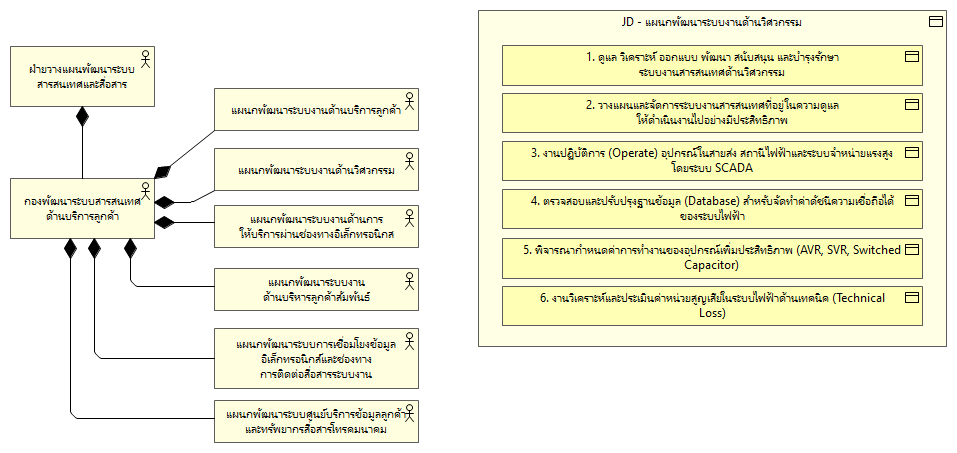 ฝ่ายวางแผนพัฒนาระบบ
สารสนเทศและสื่อสาร
กองพัฒนาระบบสารสนเทศ
ด้านบริการลูกค้า
แผนกพัฒนาระบบงานด้านบริการลูกค้า
แผนกพัฒนาระบบงานด้านวิศวกรรม
แผนกพัฒนาระบบงานด้านการ
ให้บริการผ่านช่องทางอิเล็กทรอนิกส์
แผนกพัฒนาระบบงาน
ด้านบริหารลูกค้าสัมพันธ์
แผนกพัฒนาระบบการเชื่อมโยงข้อมูล
อิเล็กทรอนิกส์และช่องทาง
การติดต่อสื่อสารระบบงาน
แผนกพัฒนาระบบศูนย์บริการข้อมูลลูกค้า
และทรัพยากรสื่อสารโทรคมนาคม
JD - แผนกพัฒนาระบบงานด้านวิศวกรรม
1. ดูแล วิเคราะห์ ออกแบบ พัฒนา สนับสนุน และบำรุงรักษา
ระบบงานสารสนเทศด้านวิศวกรรม
2. วางแผนและจัดการระบบงานสารสนเทศที่อยู่ในความดูแล
ให้ดำเนินงานไปอย่างมีประสิทธิภาพ
3. งานปฏิบัติการ (Operate) อุปกรณ์ในสายส่ง สถานีไฟฟ้าและระบบจำหน่ายแรงสูง
โดยระบบ SCADA
4. ตรวจสอบและปรับปรุงฐานข้อมูล (Database) สำหรับจัดทำค่าดัชนีความเชื่อถือได้
ของระบบไฟฟ้า
5. พิจารณากำหนดค่าการทำงานของอุปกรณ์เพิ่มประสิทธิภาพ (AVR, SVR, Switched
Capacitor)
6. งานวิเคราะห์และประเมินค่าหน่วยสูญเสียในระบบไฟฟ้าด้านเทคนิค (Technical
Loss)